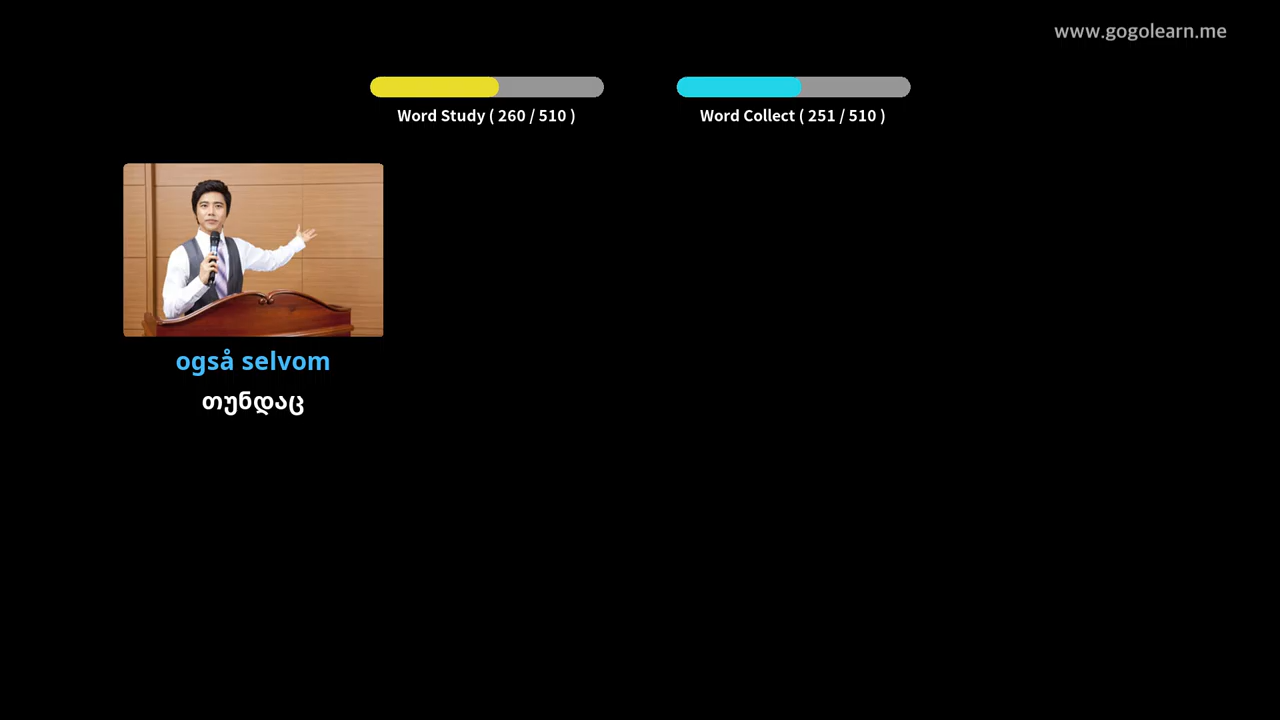 www.gogolearn.me
Word Study ( 260 / 510 )
Word Collect ( 251 / 510 )
også selvom
თუნდაც